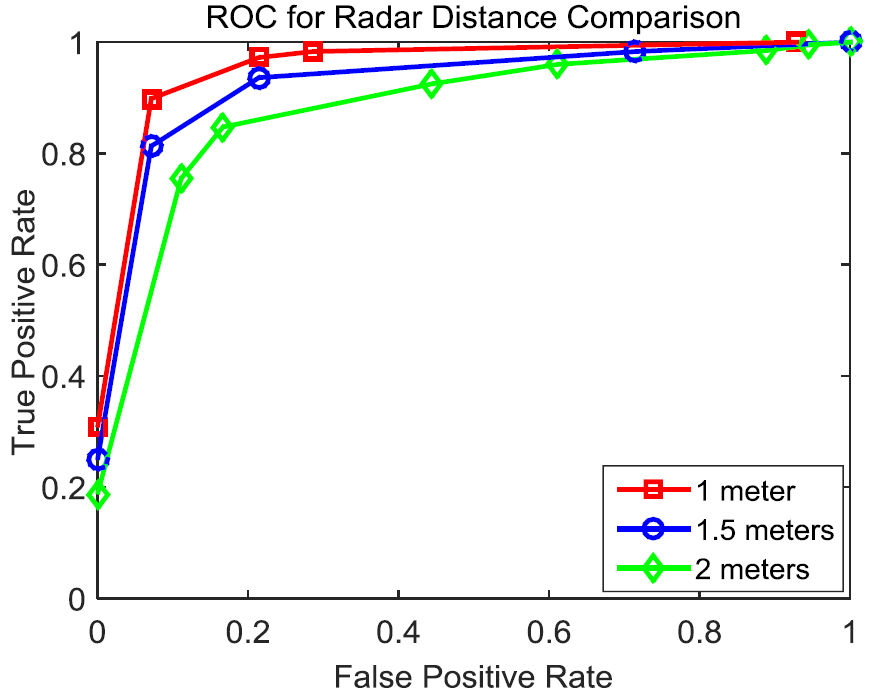 ROC for Radar Distance Comparison
True Positive Rate
1
0.8
0.6
0.4
0.2
0
1 meter
1.5 meters
2 meters
0 0.2 0.4 0.6 0.8 1
False Positive Rate